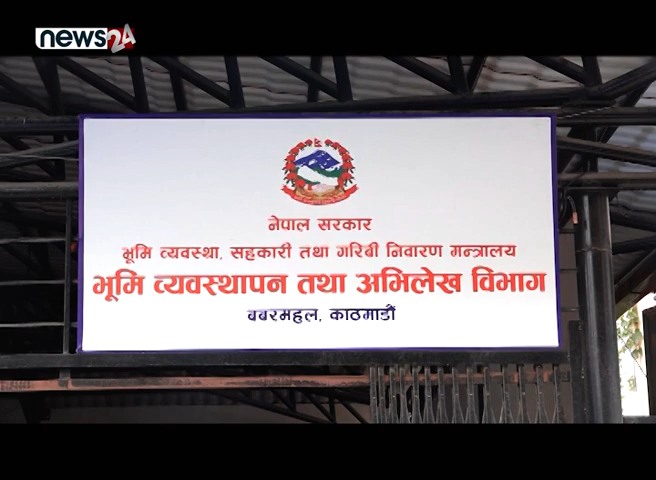 news24
नेपाल सरकार
भूमि व्यवस्था, सहकारी तथा गरिबी निवारण मन्त्रालय
भूमि व्यवस्थापन तथा अभिलेख विभाग
बबरमहल, काठमाडौं